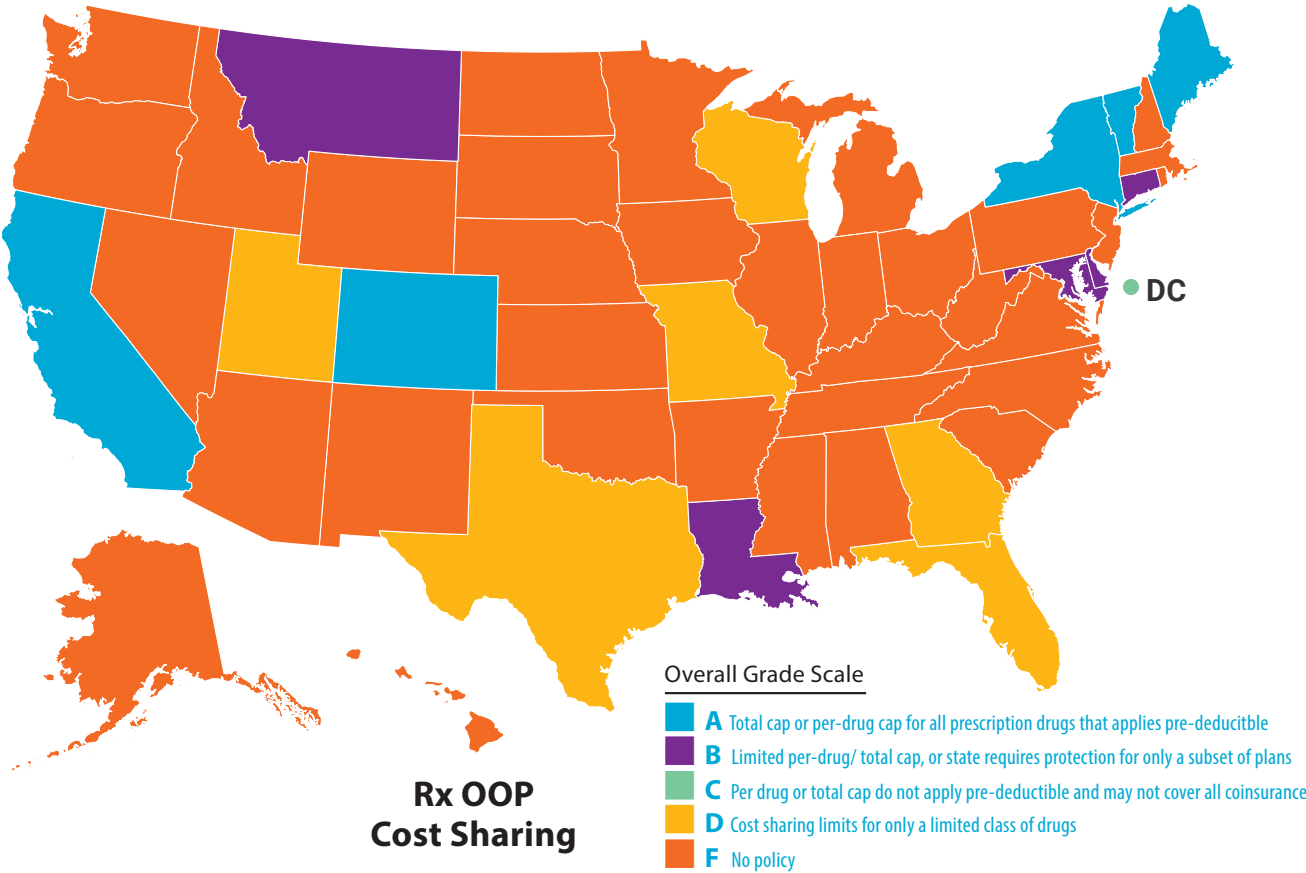 DC
Overall Grade Scale
A Total cap or per-drug cap for all prescription drugs that applies pre-deducitble
B Limited per-drug/ total cap, or state requires protection for only a subset of plans
C Per drug or total cap do not apply pre-deductible and may not cover all coinsurance
D Cost sharing limits for only a limited class of drugs
F No policy
Rx OOP
Cost Sharing